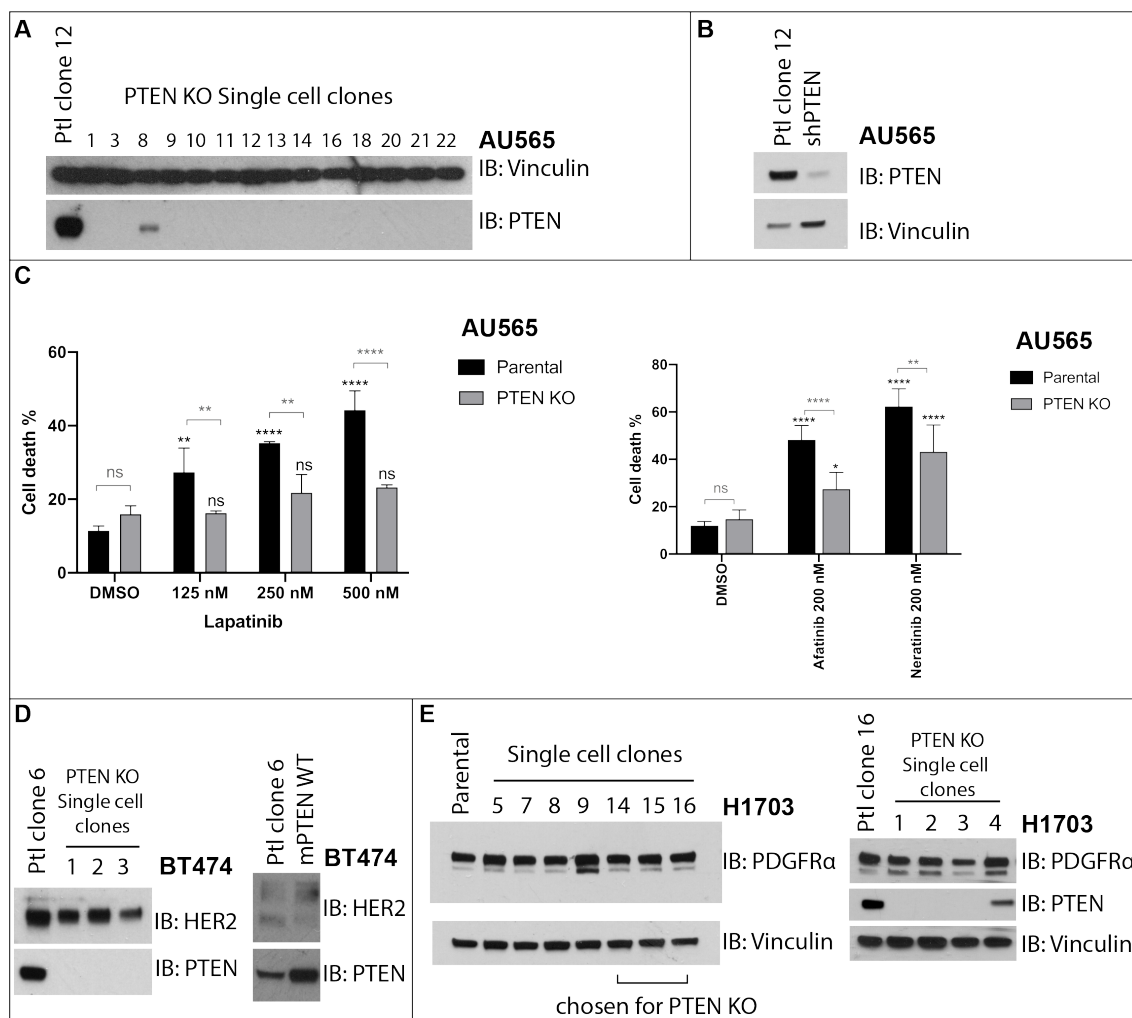 A
Ptl clone 12
PTEN KO Single cell clones
1 3 8 9 10 11 12 13 14 16 18 20 21 22
AU565
IB: Vinculin
IB: PTEN
B
Ptl clone 12
shPTEN
AU565
IB: PTEN
IB: Vinculin
C
AU565
Parental
PTEN KO
Cell death %
60
40
20
0
ns
** ** ns
**** ** ns
**** **** ns
DMSO 125 nM 250 nM 500 nM
Lapatinib
AU565
Parental
PTEN KO
Cell death %
80
60
40
20
0
ns
**** **** *
** **** ****
DMSO
Afatinib 200 nM
Neratinib 200 nM
D
Ptl clone 6
PTEN KO
Single cell
clones
1 2 3
BT474
IB: HER2
IB: PTEN
Ptl clone 6
mPTEN WT
BT474
IB: HER2
IB: PTEN
E
Parental
Single cell clones
5 7 8 9 14 15 16
H1703
IB: PDGFRα
IB: Vinculin
chosen for PTEN KO
Ptl clone 16
PTEN KO
Single cell
clones
1 2 3 4
H1703
IB: PDGFRα
IB: PTEN
IB: Vinculin